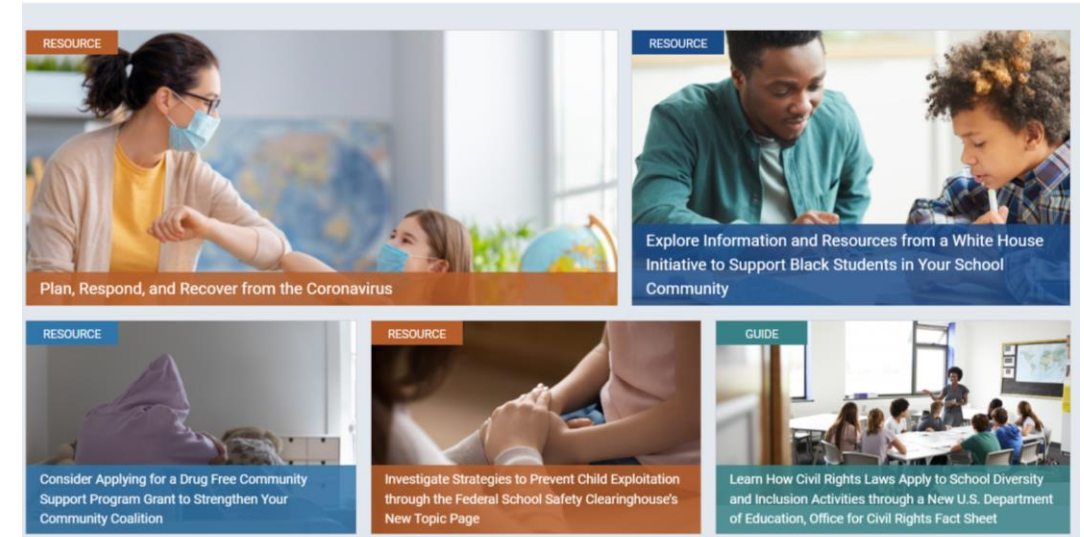 RESOURCE
Plan, Respond, and Recover from the Coronavirus
RESOURCE
Explore Information and Resources from a White House
Initiative to Support Black Students in Your School
Community
RESOURCE
Consider Applying for a Drug Free Community
Support Program Grant to Strengthen Your
Community Coalition
RESOURCE
Investigate Strategies to Prevent Child Exploitation
through the Federal School Safety Clearinghouse's
New Topic Page
GUIDE
Learn How Civil Rights Laws Apply to School Diversity
and Inclusion Activities through a New U.S. Department
of Education, Office for Civil Rights Fact Sheet